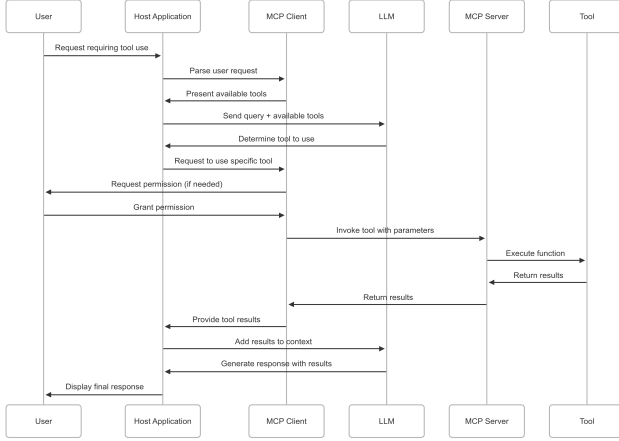 User
Host Application
MCP Client
LLM
MCP Server
Tool
Request requiring tool use
Parse user request
Present available tools
Send query + available tools
Determine tool to use
Request to use specific tool
Request permission (if needed)
Grant permission
Invoke tool with parameters
Execute function
Return results
Return results
Provide tool results
Add results to context
Generate response with results
Display final response
User
Host Application
MCP Client
LLM
MCP Server
Tool